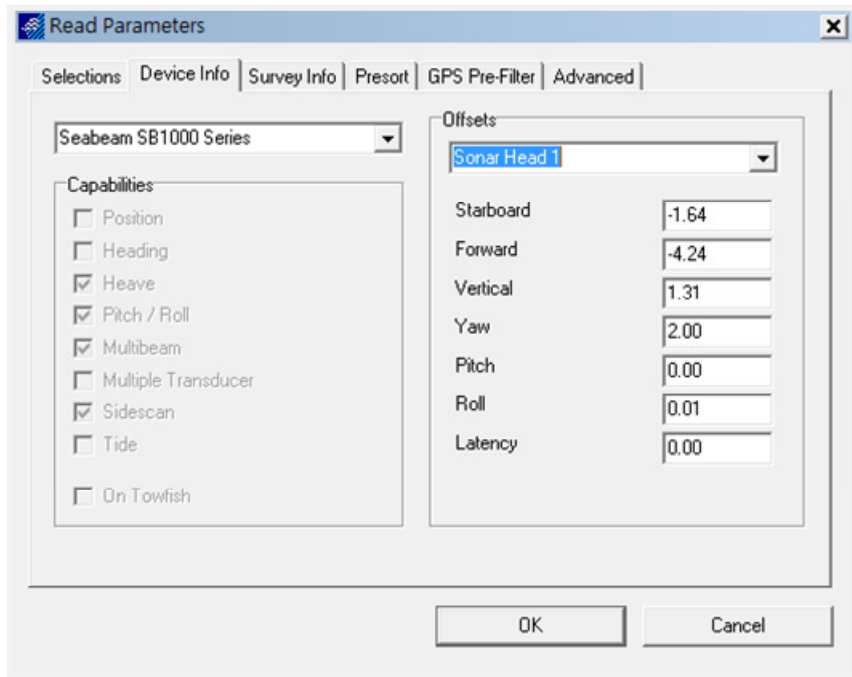 Read Parameters
Selections Device Info Survey Info Presort GPS Pre-Filter Advanced
Seabeam SB1000 Series
Capabilities
Position
Heading
Heave
Pitch / Roll
Multibeam
Multiple Transducer
Sidescan
Tide
On Towfish
Offsets
Sonar Head 1
Starboard -1.64
Forward -4.24
Vertical 1.31
Yaw 2.00
Pitch 0.00
Roll 0.01
Latency 0.00
OK Cancel